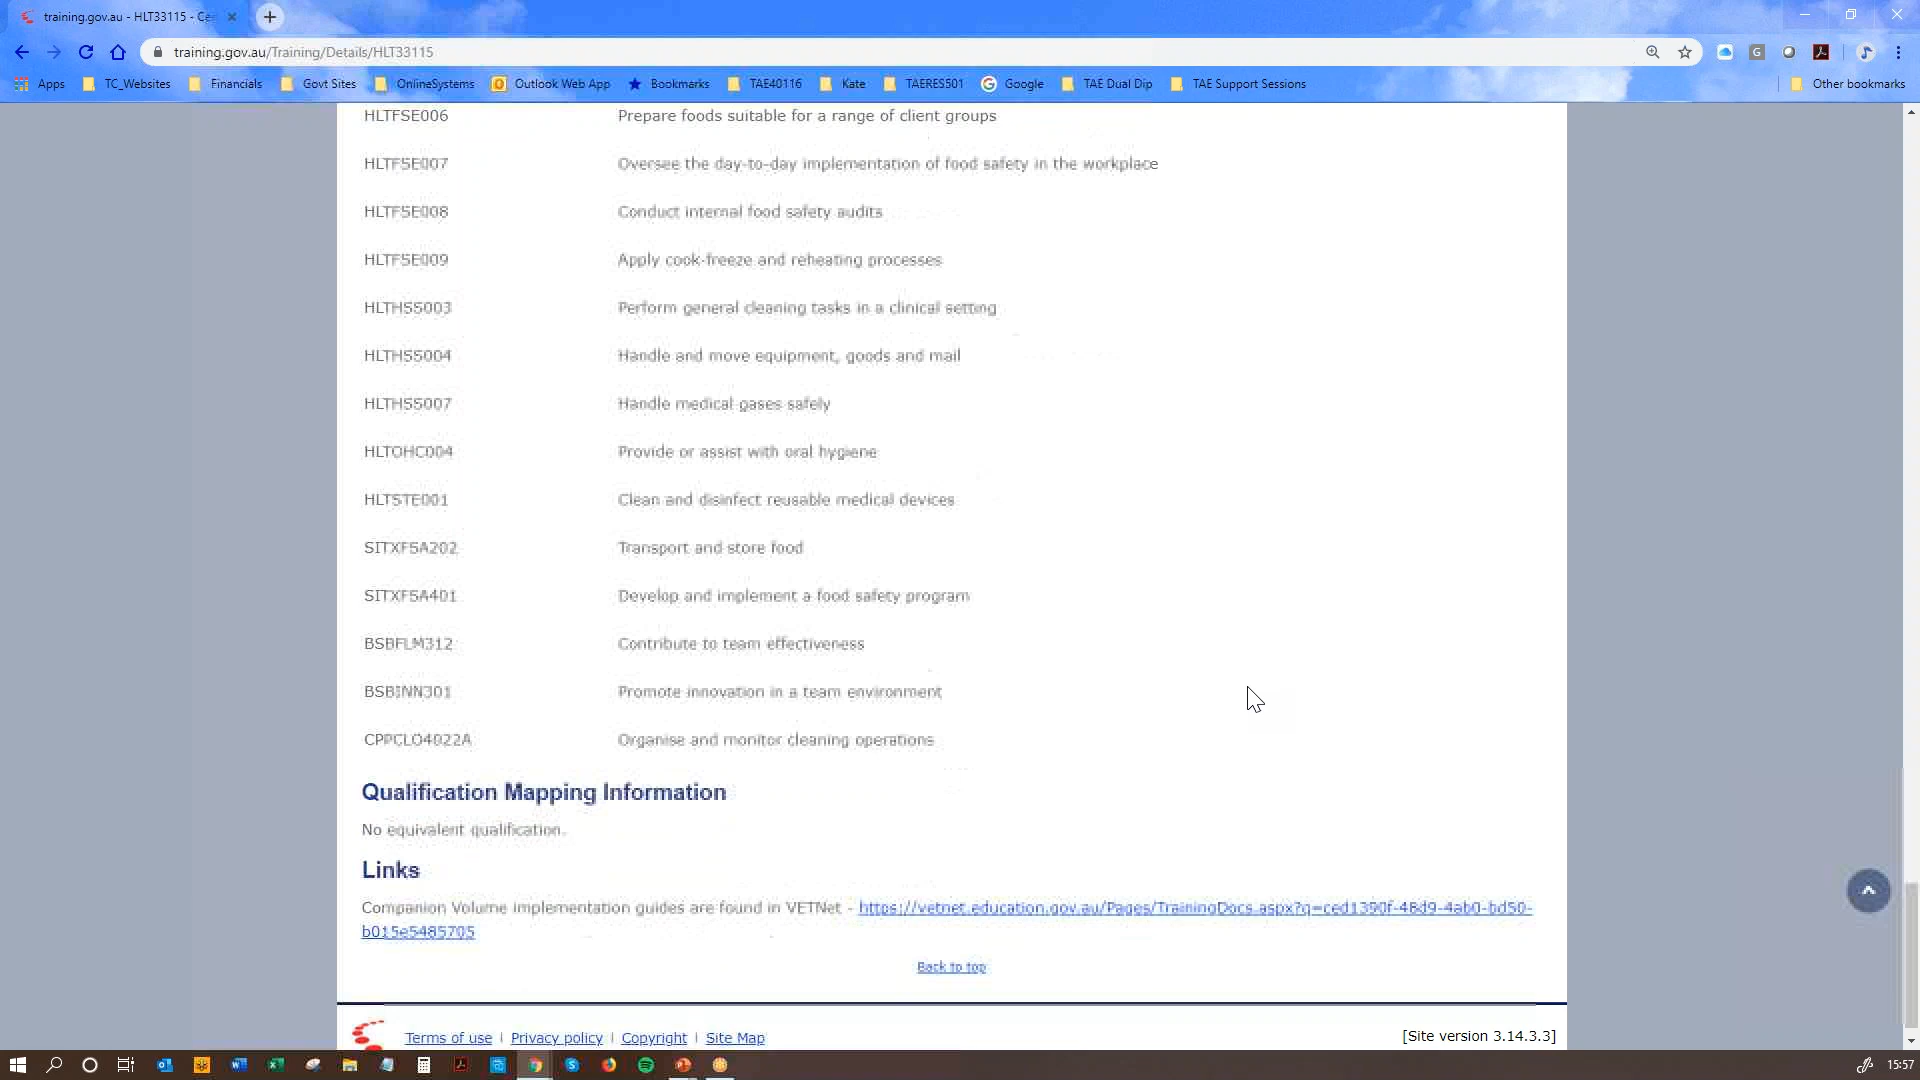 training.gov.au - HLT33115 - Cer
training.gov.au/Training/Details/HLT33115
Apps TC_Websites Financials Govt Sites OnlineSystems Outlook Web App Bookmarks TAE40116 Kate TAERES501 Google TAE Dual Dip TAE Support Sessions Other bookmarks
HLTFSE006 Prepare foods suitable for a range of client groups
HLTFSE007 Oversee the day-to-day implementation of food safety in the workplace
HLTFSE008 Conduct internal food safety audits
HLTFSE009 Apply cook-freeze and reheating processes
HLTHSS003 Perform general cleaning tasks in a clinical setting
HLTHSS004 Handle and move equipment, goods and mail
HLTHSS007 Handle medical gases safely
HLTOHC004 Provide or assist with oral hygiene
HLTSTE001 Clean and disinfect reusable medical devices
SITXFSA202 Transport and store food
SITXFSA401 Develop and implement a food safety program
BSBFLM312 Contribute to team effectiveness
BSBINN301 Promote innovation in a team environment
CPPCLO4022A Organise and monitor cleaning operations
Qualification Mapping Information
No equivalent qualification.
Links
Companion Volume implementation guides are found in VETNet - https://vetnet.education.gov.au/Pages/TrainingDocs.aspx?q=ced1390f-48d9-4ab0-bd50-
b015e5485705
Back to top
Terms of use | Privacy policy | Copyright | Site Map [Site version 3.14.3.3]
15:57